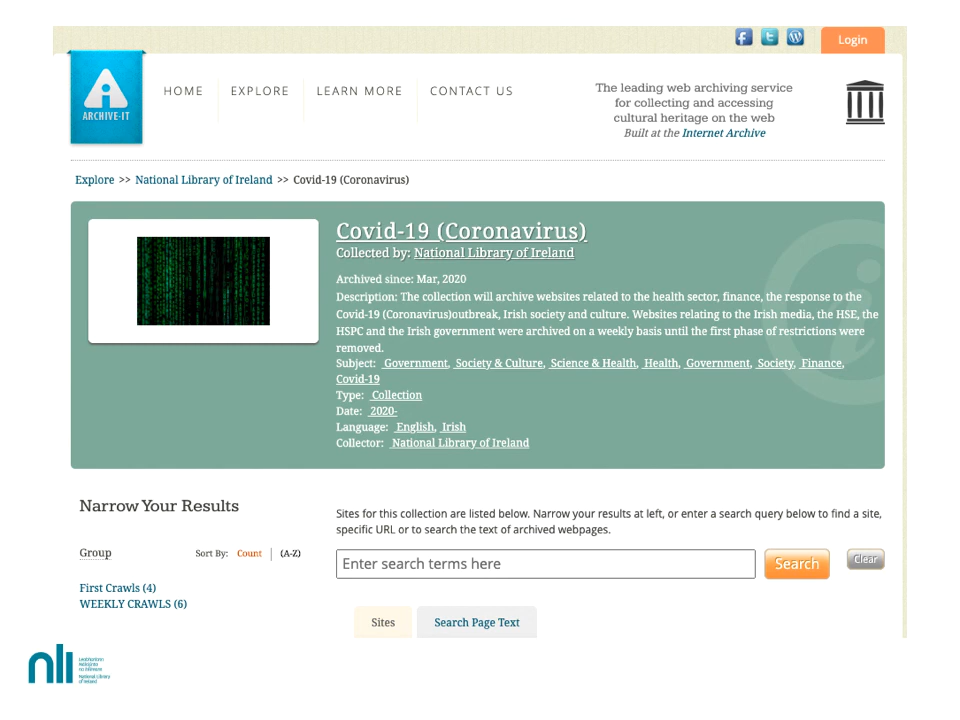 Login
HOME
EXPLORE
LEARN MORE
CONTACT US
The leading web archiving service
for collecting and accessing
cultural heritage on the web
Built at the Internet Archive
ARCHIVE-IT
Explore >> National Library of Ireland >> Covid-19 (Coronavirus)
Covid-19 (Coronavirus)
Collected by: National Library of Ireland
Archived since: Mar, 2020
Description: The collection will archive websites related to the health sector, finance, the response to the
Covid-19 (Coronavirus)outbreak, Irish society and culture. Websites relating to the Irish media, the HSE, the
HSPC and the Irish government were archived on a weekly basis until the first phase of restrictions were
removed.
Subject: Government, Society & Culture, Science & Health, Health, Government, Society, Finance,
Covid-19
Type: Collection
Date: 2020-
Language: English, Irish
Collector: National Library of Ireland
Narrow Your Results
Group
Sort By: Count | (A-Z)
First Crawls (4)
WEEKLY CRAWLS (6)
Sites for this collection are listed below. Narrow your results at left, or enter a search query below to find a site,
specific URL or to search the text of archived webpages.
Enter search terms here
Search
Clear
Sites
Search Page Text
nli
Leabharlann
Náisiúnta
na hÉireann
National Library
of Ireland